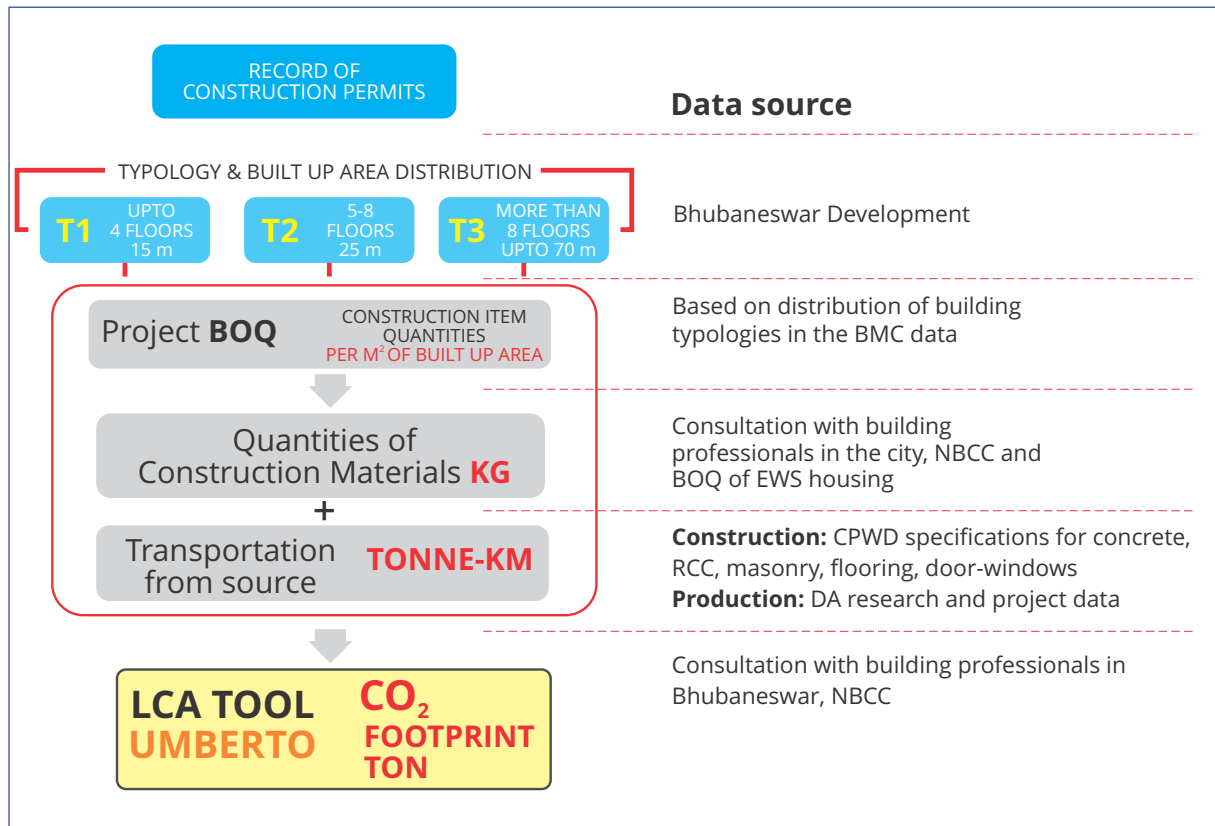 RECORD OF
CONSTRUCTION PERMITS
Data source
TYPOLOGY & BUILT UP AREA DISTRIBUTION
T1
UPTO
4 FLOORS
15 m
T2
5-8
FLOORS
25 m
T3
MORE THAN
8 FLOORS
UPTO 70 m
Bhubaneswar Development
Project BOQ
CONSTRUCTION ITEM
QUANTITIES
PER M² OF BUILT UP AREA
Based on distribution of building
typologies in the BMC data
Quantities of
Construction Materials KG
Consultation with building
professionals in the city, NBCC and
BOQ of EWS housing
+
Transportation
from source
TONNE-KM
Construction: CPWD specifications for concrete,
RCC, masonry, flooring, door-windows
Production: DA research and project data
LCA TOOL
UMBERTO
CO₂
FOOTPRINT
TON
Consultation with building professionals in
Bhubaneswar, NBCC